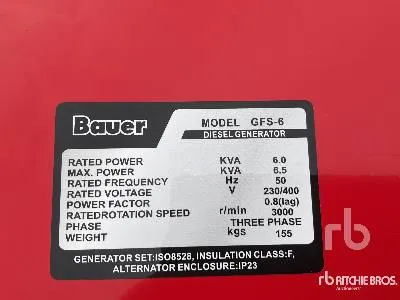 Bauer
MODEL GFS-6
DIESEL GENERATOR
RATED POWER KVA 6.0
MAX. POWER KVA 6.5
RATED FREQUENCY Hz 50
RATED VOLTAGE V 230/400
POWER FACTOR 0.8(lag)
RATEDROTATION SPEED r/min 3000
PHASE THREE PHASE
WEIGHT kgs 155
GENERATOR SET:ISO8528, INSULATION CLASS:F,
ALTERNATOR ENCLOSURE:IP23
rb
rb RITCHIE BROS.